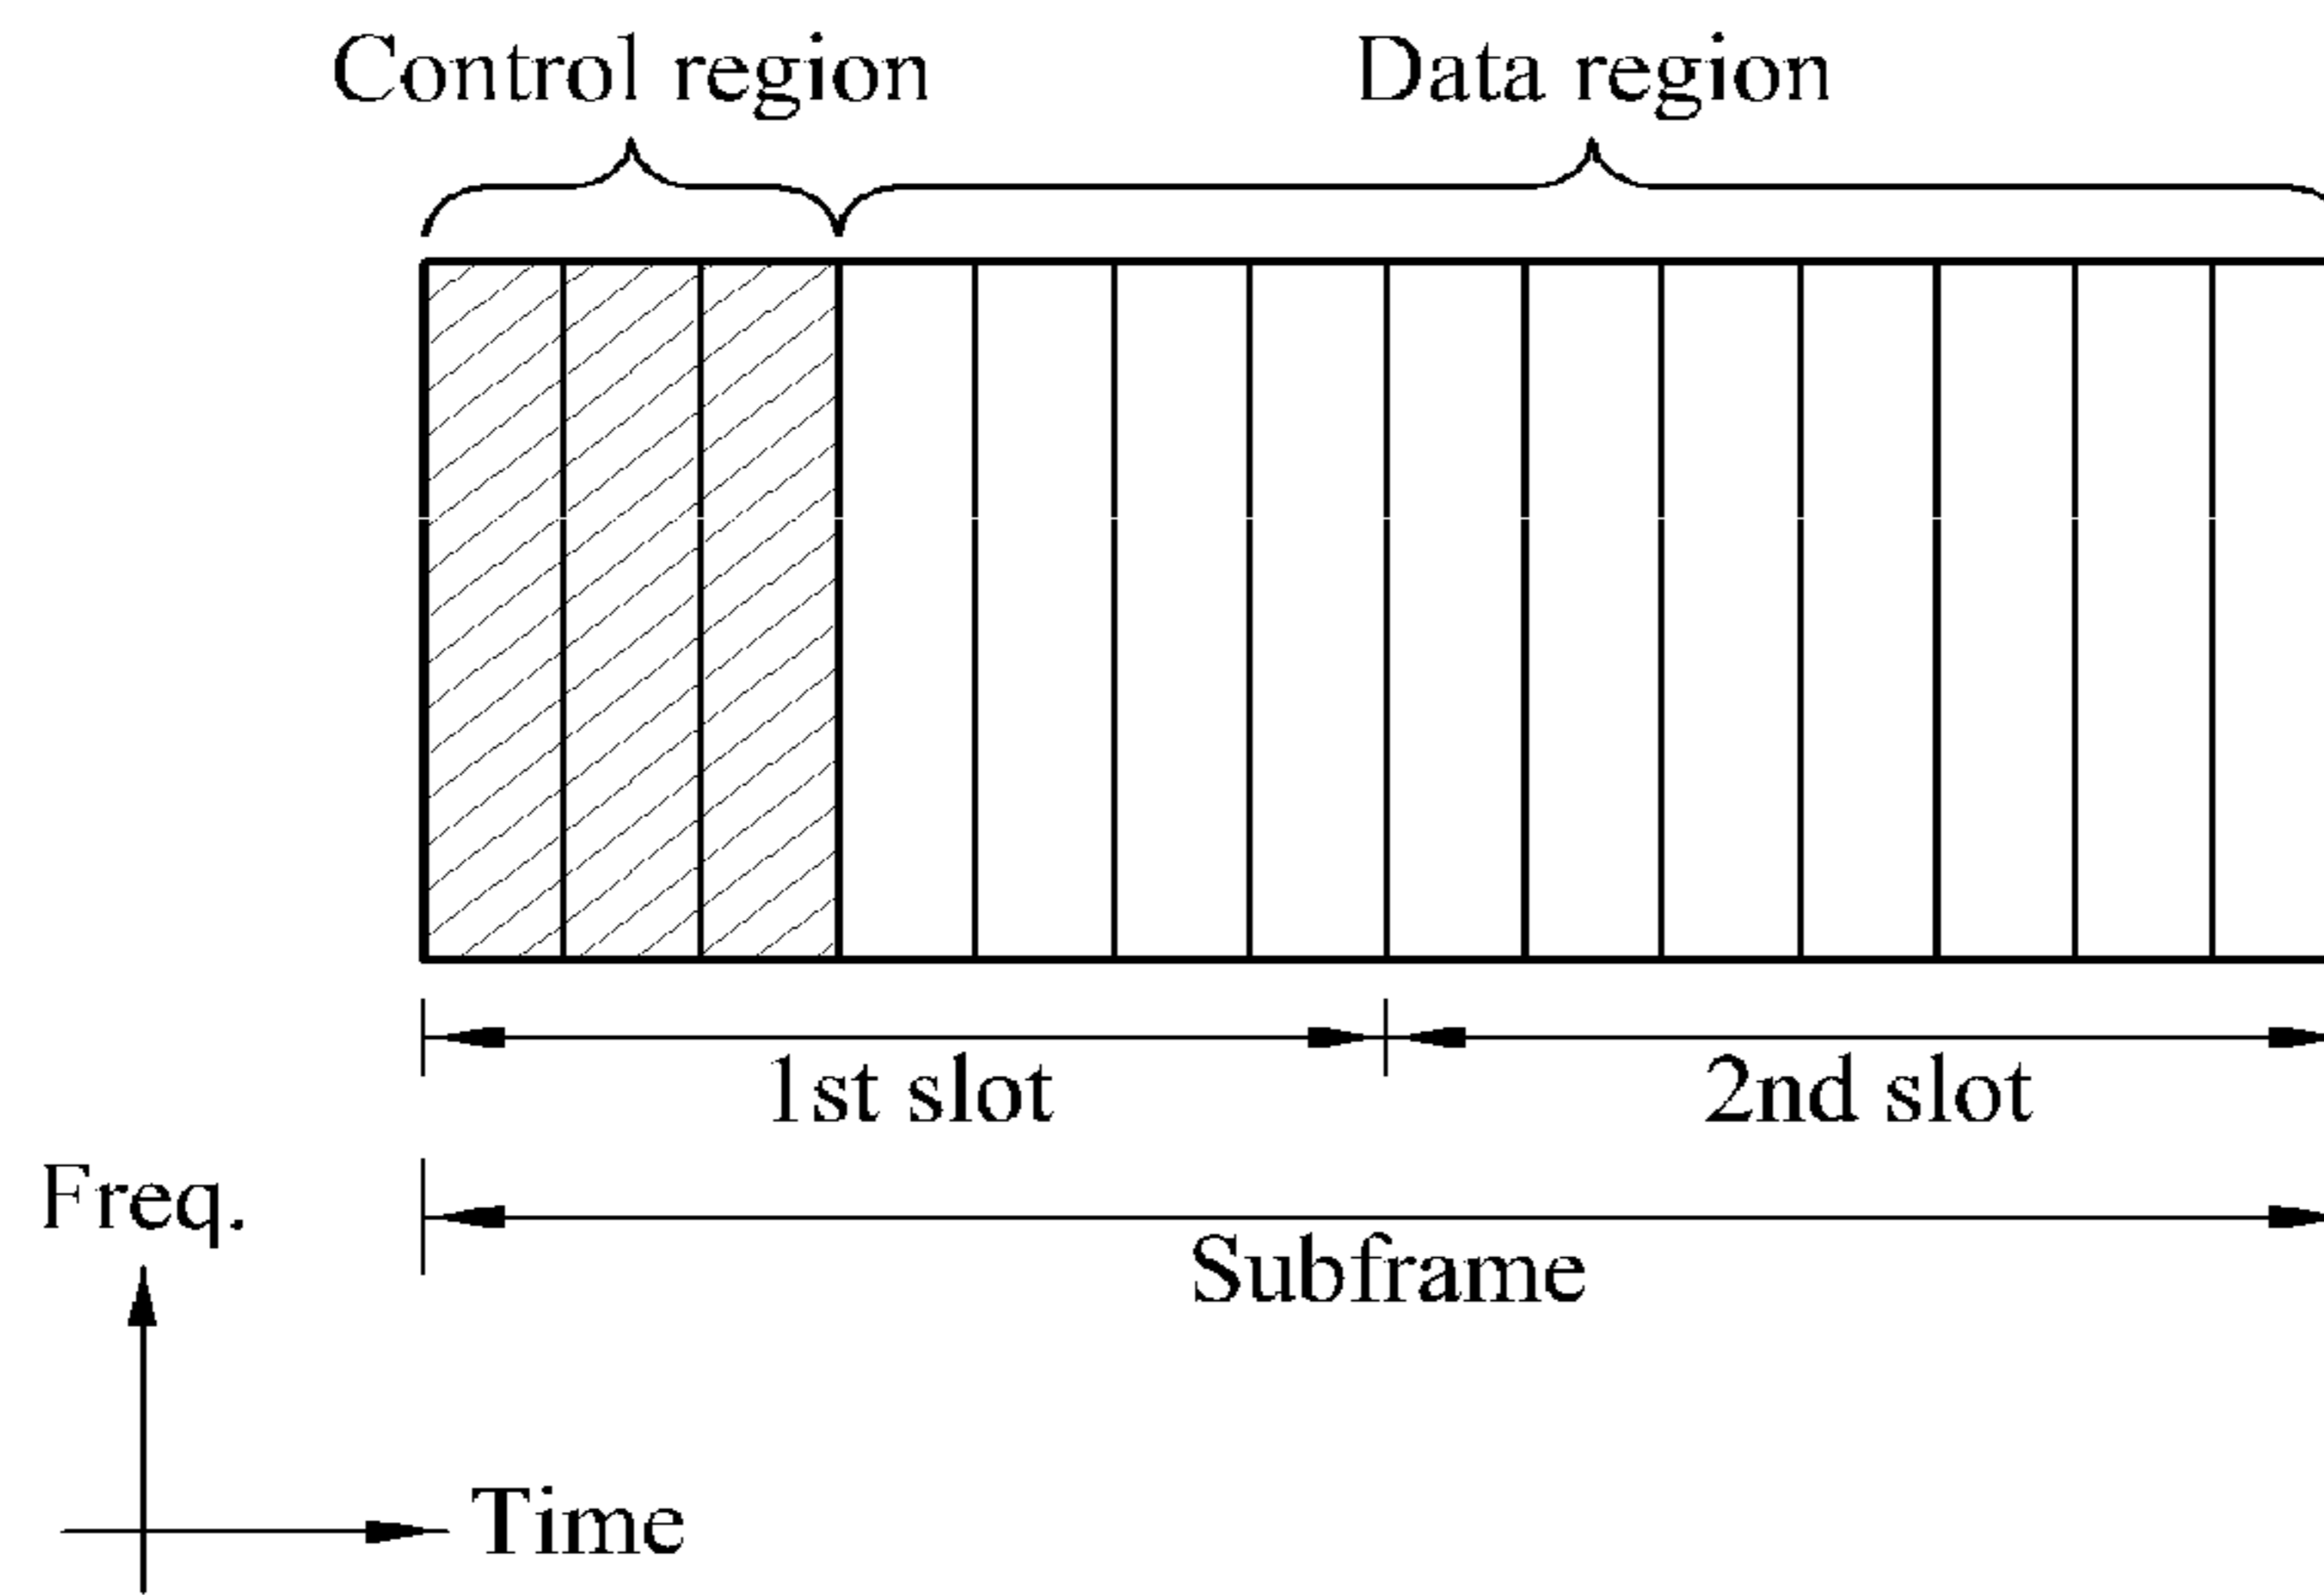 Control region
Data region
1st slot
2nd slot
Subframe
Freq.
Time